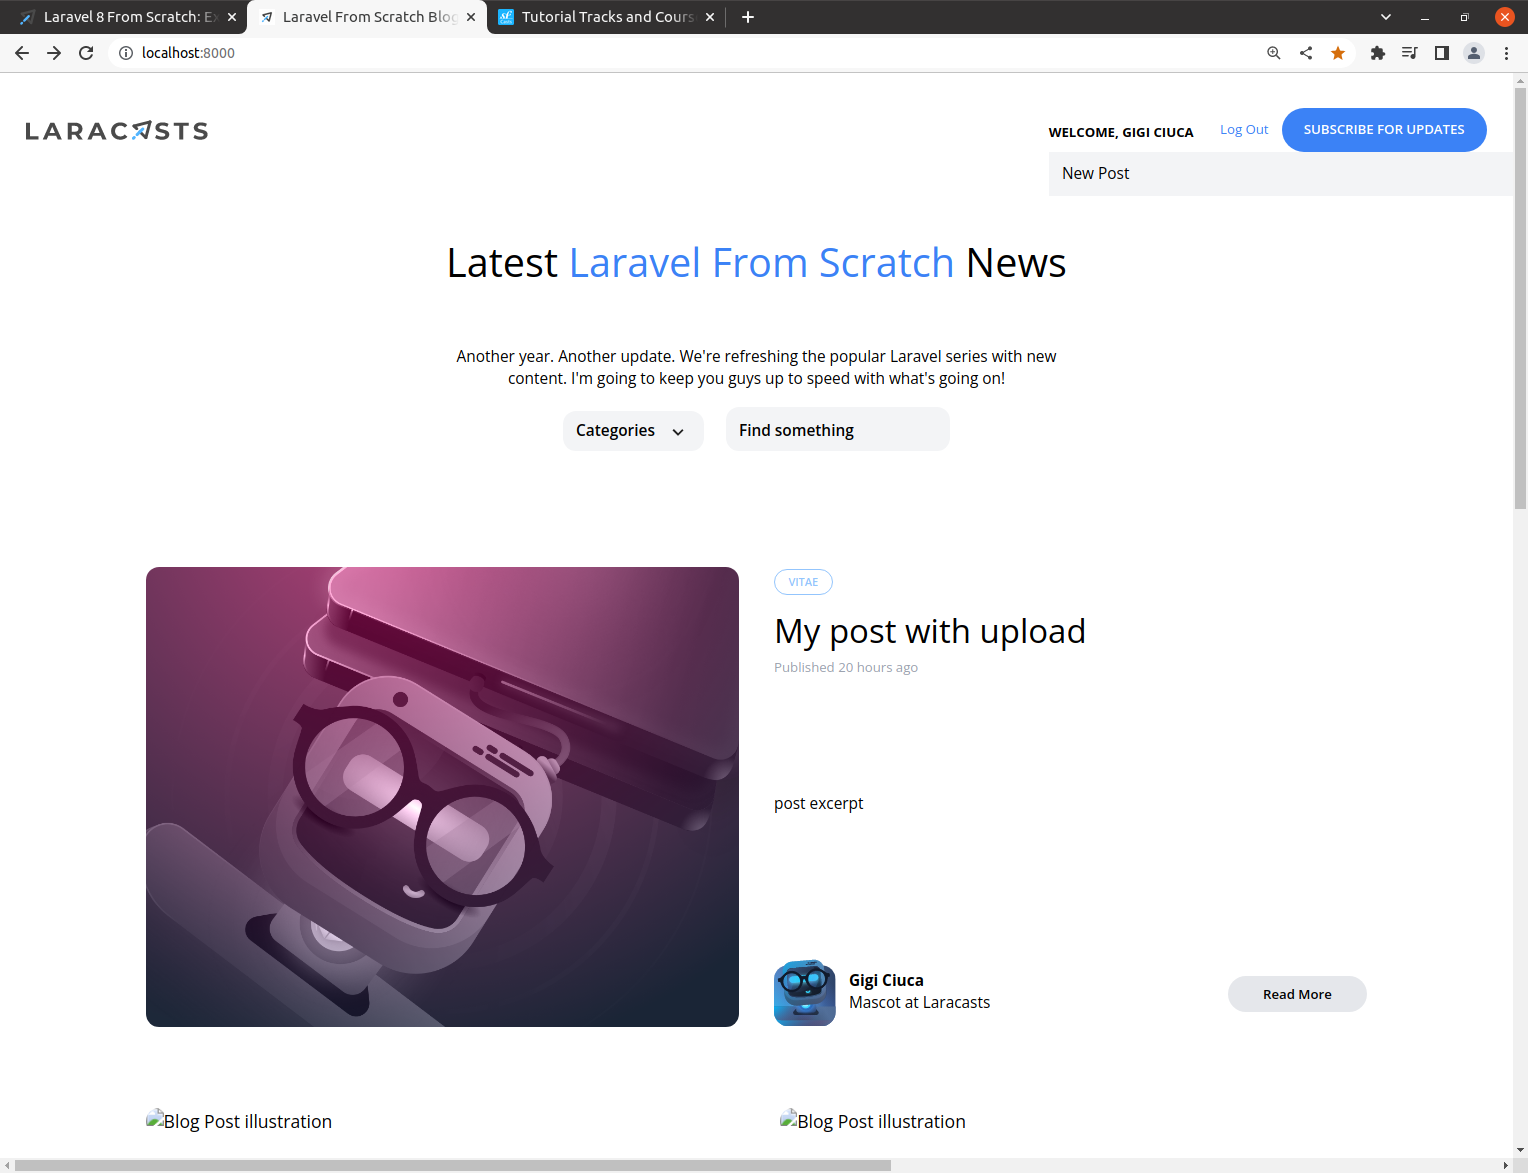 Laravel 8 From Scratch: Ex
Laravel From Scratch Blog
Tutorial Tracks and Cours
localhost:8000
LARACASTS
WELCOME, GIGI CIUCA
Log Out
SUBSCRIBE FOR UPDATES
New Post
Latest Laravel From Scratch News
Another year. Another update. We're refreshing the popular Laravel series with new
content. I'm going to keep you guys up to speed with what's going on!
Categories
Find something
VITAE
My post with upload
Published 20 hours ago
post excerpt
Gigi Ciuca
Mascot at Laracasts
Read More
Blog Post illustration
Blog Post illustration